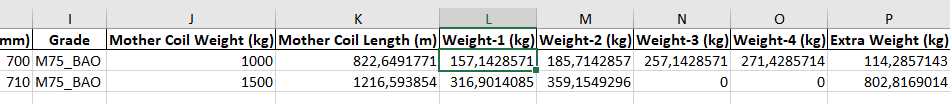 I J K L M N O P
mm) Grade Mother Coil Weight (kg) Mother Coil Length (m) Weight-1 (kg) Weight-2 (kg) Weight-3 (kg) Weight-4 (kg) Extra Weight (kg)
700 M75_BAO 1000 822,6491771 157,1428571 185,7142857 257,1428571 271,4285714 114,2857143
710 M75_BAO 1500 1216,593854 316,9014085 359,1549296 0 0 802,8169014